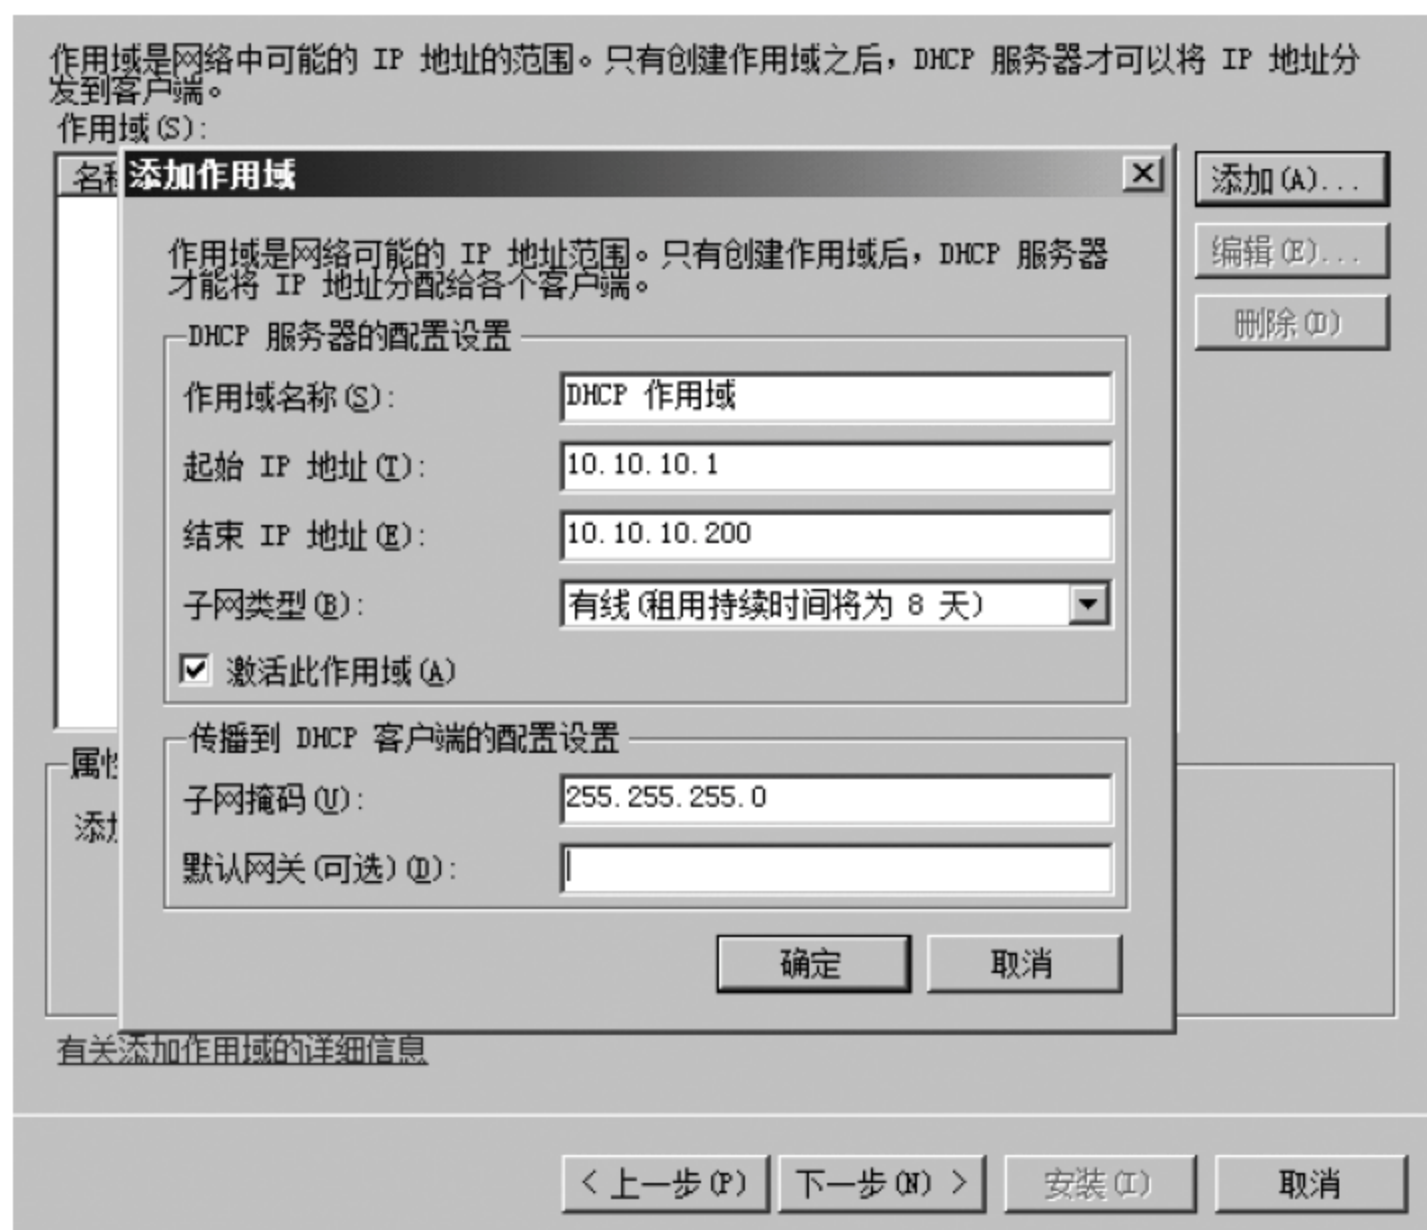 作用域是网络中可能的 IP 地址的范围。只有创建作用域之后，DHCP 服务器才可以将 IP 地址分
发到客户端。
作用域(S):
添加作用域
添加(A)...
编辑(E)...
删除(D)
作用域是网络可能的 IP 地址范围。只有创建作用域后，DHCP 服务器
才能将 IP 地址分配给各个客户端。
DHCP 服务器的配置设置
作用域名称(S): DHCP 作用域
起始 IP 地址(T): 10.10.10.1
结束 IP 地址(E): 10.10.10.200
子网类型(B): 有线(租用持续时间将为 8 天)
激活此作用域(A)
传播到 DHCP 客户端的配置设置
子网掩码(U): 255.255.255.0
默认网关(可选)(D):
确定 取消
属性
添加
有关添加作用域的详细信息
< 上一步(P) 下一步(N) > 安装(I) 取消